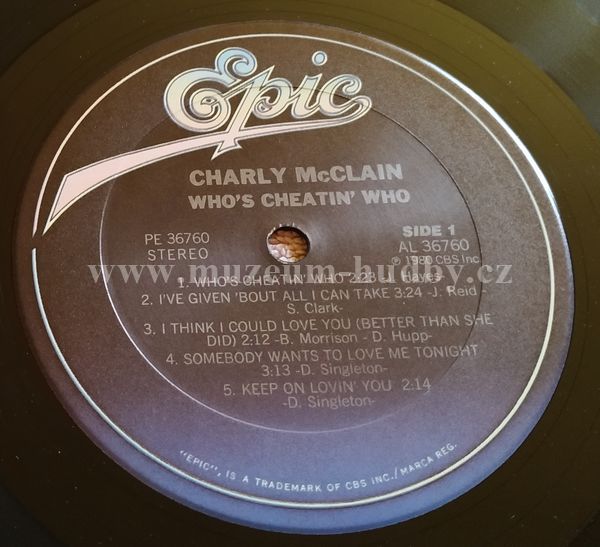 Epic
CHARLY McCLAIN
WHO'S CHEATIN' WHO
PE 36760
STEREO
SIDE 1
AL 36760
℗ 1980 CBS Inc.
www.muzeum-hudby.cz
1. WHO'S CHEATIN' WHO 2:23 -J. Hayes-
2. I'VE GIVEN 'BOUT ALL I CAN TAKE 3:24 -J. Reid -
S. Clark-
3. I THINK I COULD LOVE YOU (BETTER THAN SHE
DID) 2:12 -B. Morrison - D. Hupp-
4. SOMEBODY WANTS TO LOVE ME TONIGHT
3:13 -D. Singleton-
5. KEEP ON LOVIN' YOU 2:14
-D. Singleton-
"EPIC", IS A TRADEMARK OF CBS INC./MARCA REG.